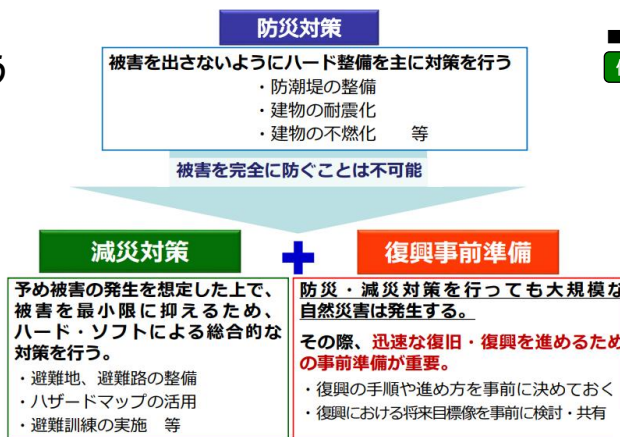 防災対策
被害を出さないようにハード整備を主に対策を行う
・防潮堤の整備
・建物の耐震化
・建物の不燃化　等
被害を完全に防ぐことは不可能
減災対策
予め被害の発生を想定した上で、
被害を最小限に抑えるため、
ハード・ソフトによる総合的な
対策を行う。
・避難地、避難路の整備
・ハザードマップの活用
・避難訓練の実施　等
復興事前準備
防災・減災対策を行っても大規模な
自然災害は発生する。
その際、迅速な復旧・復興を進めるため
の事前準備が重要。
・復興の手順や進め方を事前に決めておく
・復興における将来目標像を事前に検討・共有